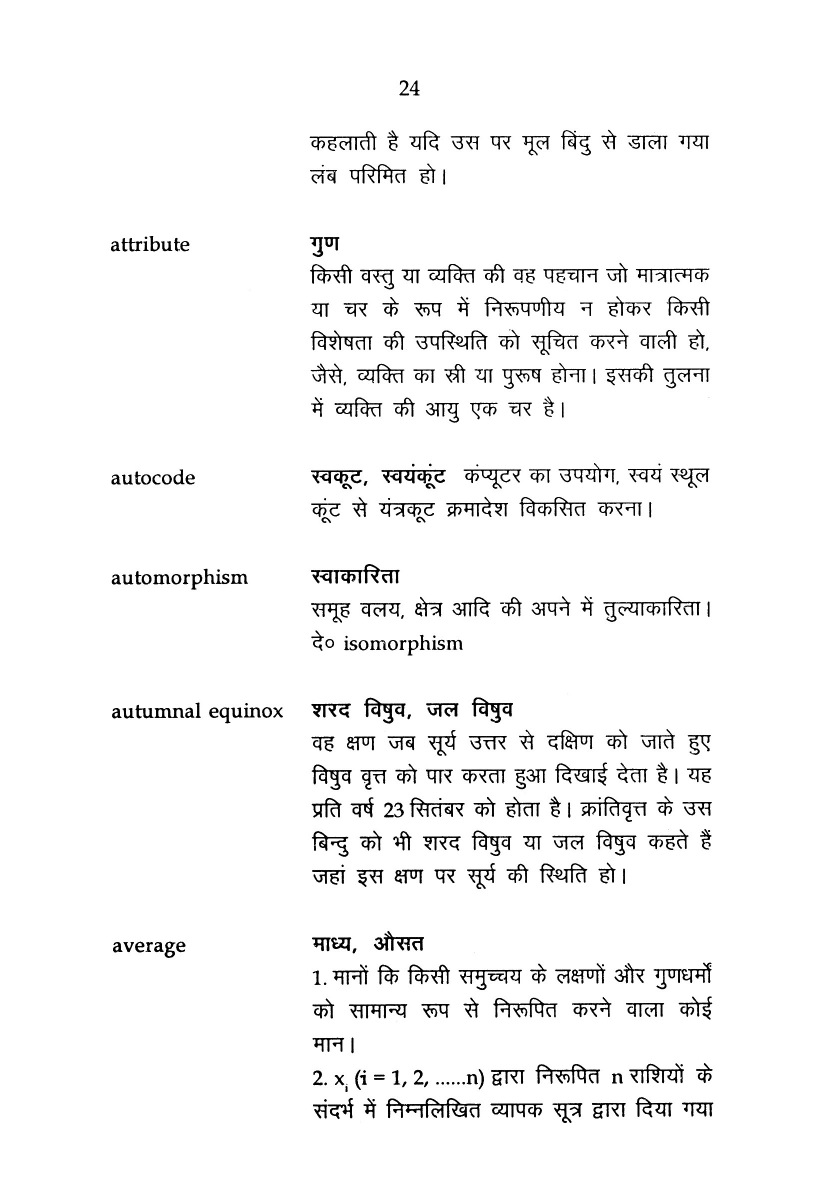 24
कहलाती है यदि उस पर मूल बिंदु से डाला गया
लंब परिमित हो।
attribute गुण
किसी वस्तु या व्यक्ति की वह पहचान जो मात्रात्मक
या चर के रूप में निरूपणीय न होकर किसी
विशेषता की उपस्थिति को सूचित करने वाली हो,
जैसे, व्यक्ति का स्री या पुरूष होना। इसकी तुलना
में व्यक्ति की आयु एक चर है।
autocode स्वकूट, स्वयंकूंट कंप्यूटर का उपयोग, स्वयं स्थूल
कूंट से यंत्रकूट क्रमादेश विकसित करना।
automorphism स्वाकारिता
समूह वलय, क्षेत्र आदि की अपने में तुल्याकारिता।
दे० isomorphism
autumnal equinox शरद विषुव, जल विषुव
वह क्षण जब सूर्य उत्तर से दक्षिण को जाते हुए
विषुव वृत्त को पार करता हुआ दिखाई देता है। यह
प्रति वर्ष 23 सितंबर को होता है। क्रांतिवृत्त के उस
बिन्दु को भी शरद विषुव या जल विषुव कहते हैं
जहां इस क्षण पर सूर्य की स्थिति हो।
average माध्य, औसत
1. मानों कि किसी समुच्चय के लक्षणों और गुणधर्मों
को सामान्य रूप से निरूपित करने वाला कोई
मान।
2. xᵢ (i = 1, 2, ......n) द्वारा निरूपित n राशियों के
संदर्भ में निम्नलिखित व्यापक सूत्र द्वारा दिया गया